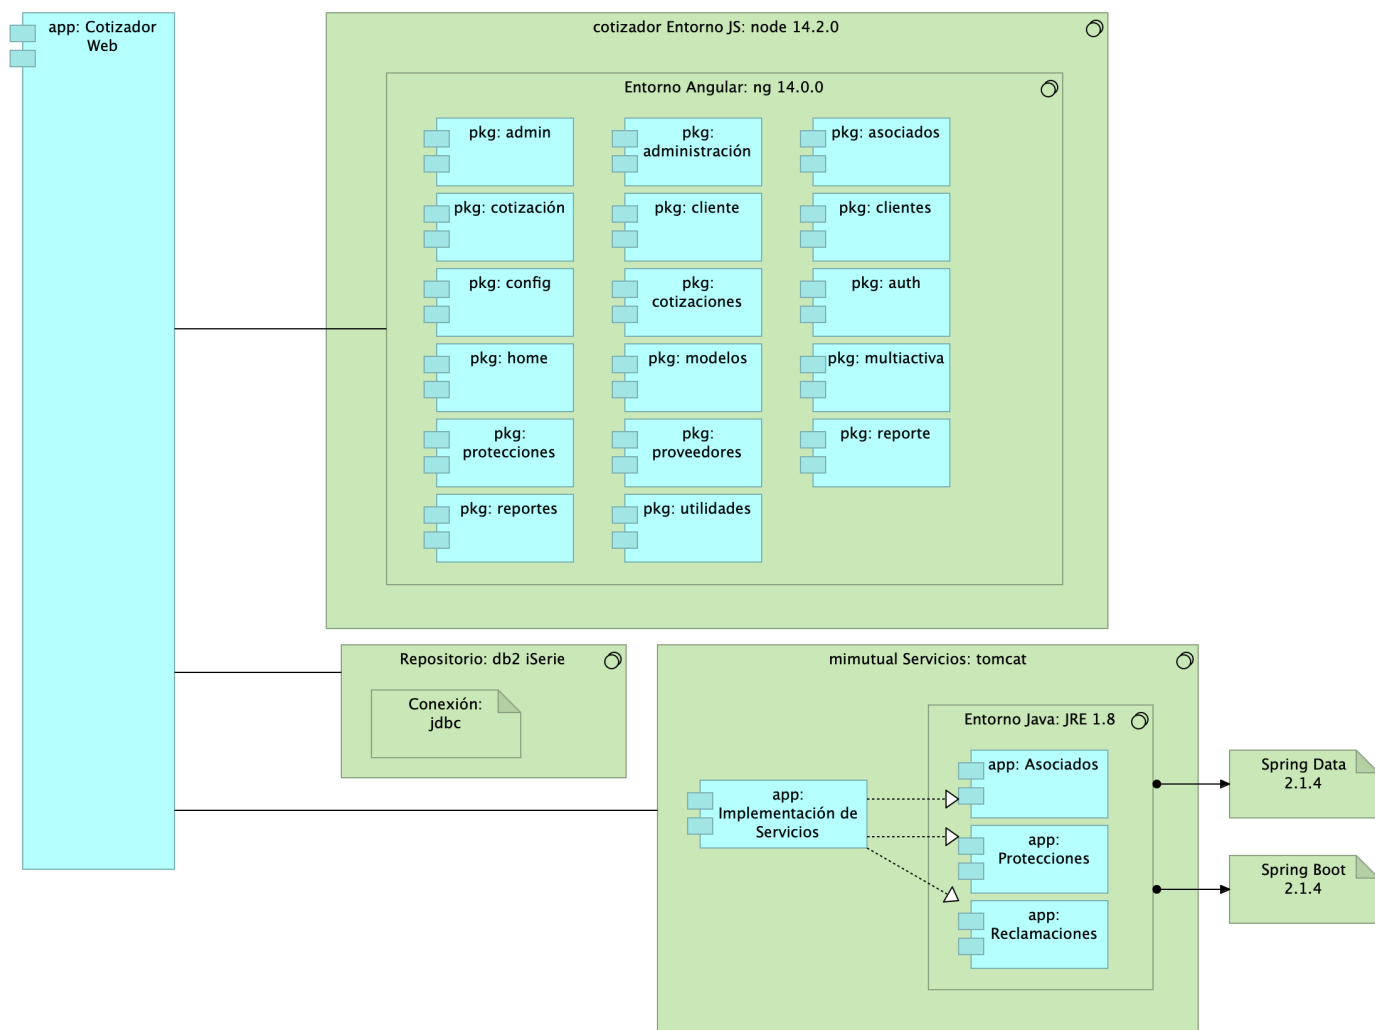 app: Cotizador
Web
cotizador Entorno JS: node 14.2.0
Entorno Angular: ng 14.0.0
pkg: admin
pkg:
administración
pkg: asociados
pkg: cotización
pkg: cliente
pkg: clientes
pkg: config
pkg:
cotizaciones
pkg: auth
pkg: home
pkg: modelos
pkg: multiactiva
pkg:
protecciones
pkg:
proveedores
pkg: reporte
pkg: reportes
pkg: utilidades
Repositorio: db2 iSerie
Conexión:
jdbc
mimutual Servicios: tomcat
Entorno Java: JRE 1.8
app: Asociados
app:
Implementación de
Servicios
app:
Protecciones
app:
Reclamaciones
Spring Data
2.1.4
Spring Boot
2.1.4